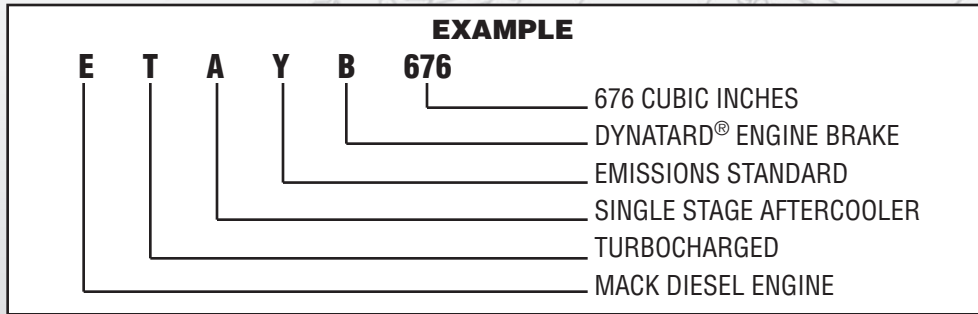 EXAMPLE
E T A Y B 676
676 CUBIC INCHES
DYNATARD® ENGINE BRAKE
EMISSIONS STANDARD
SINGLE STAGE AFTERCOOLER
TURBOCHARGED
MACK DIESEL ENGINE